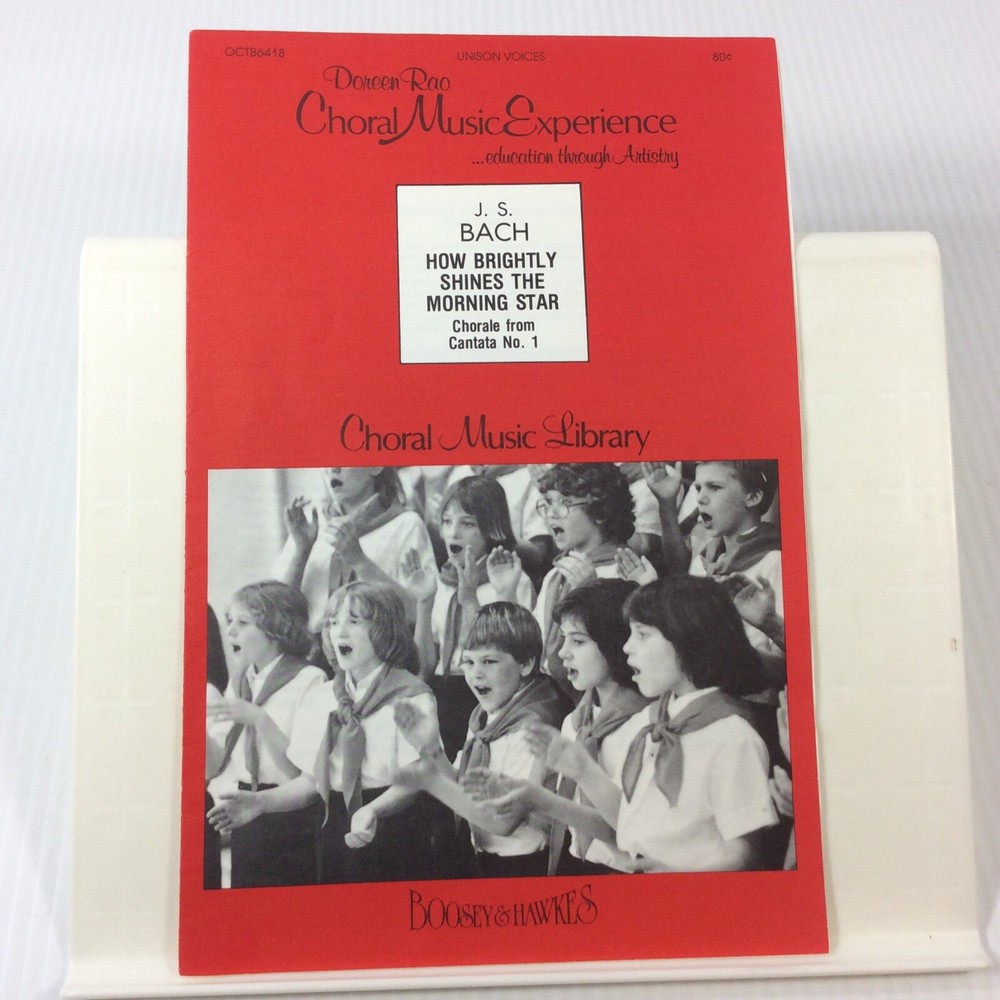 OCTB6418 UNISON VOICES 80¢
Doreen Rao
Choral Music Experience
...education through Artistry
J. S.
BACH
HOW BRIGHTLY
SHINES THE
MORNING STAR
Chorale from
Cantata No. 1
Choral Music Library
BOOSEY & HAWKES